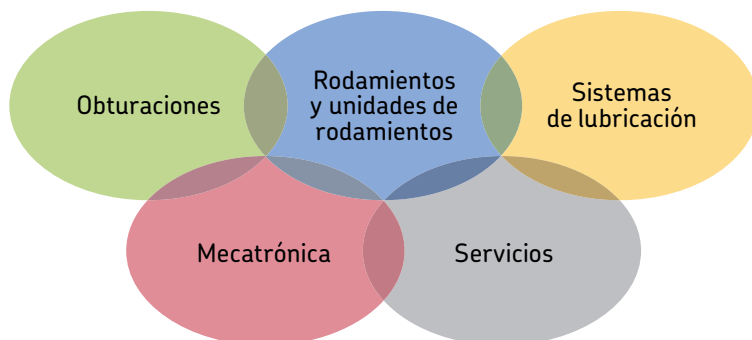 Obturaciones
Rodamientos
y unidades de
rodamientos
Sistemas
de lubricación
Mecatrónica
Servicios